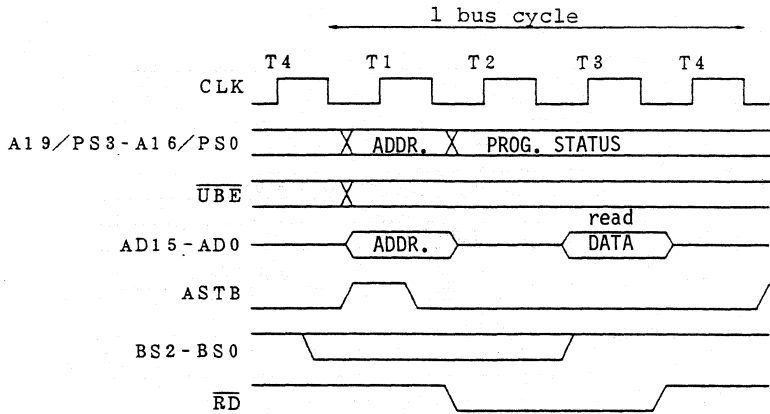 1 bus cycle
T4 T1 T2 T3 T4
CLK
A19/PS3-A16/PS0 ADDR. PROG. STATUS
UBE
read
AD15-AD0 ADDR. DATA
ASTB
BS2-BS0
RD